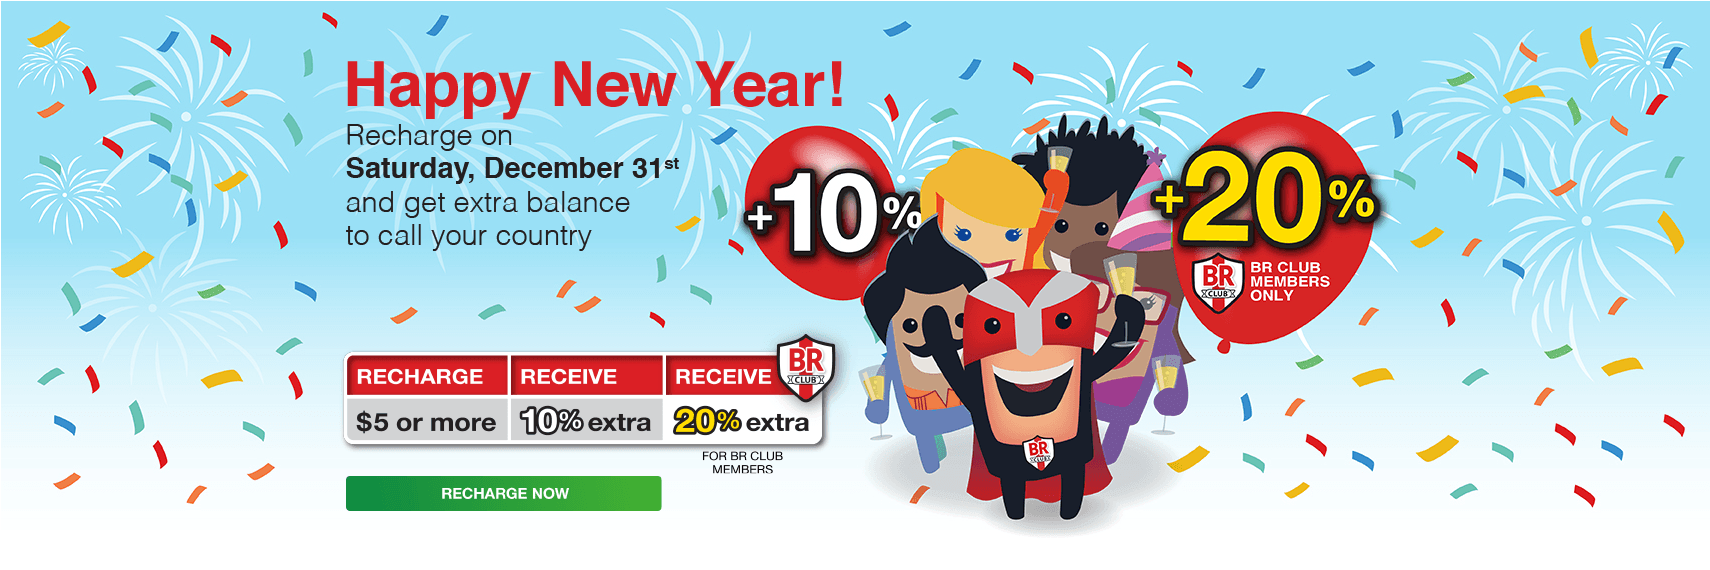 Happy New Year!
Recharge on
Saturday, December 31st
and get extra balance
to call your country
+10%
+20%
BR
CLUB
BR CLUB
MEMBERS
ONLY
RECHARGE RECEIVE RECEIVE
BR
CLUB
$5 or more 10% extra 20% extra
FOR BR CLUB
MEMBERS
RECHARGE NOW
BR
CLUB